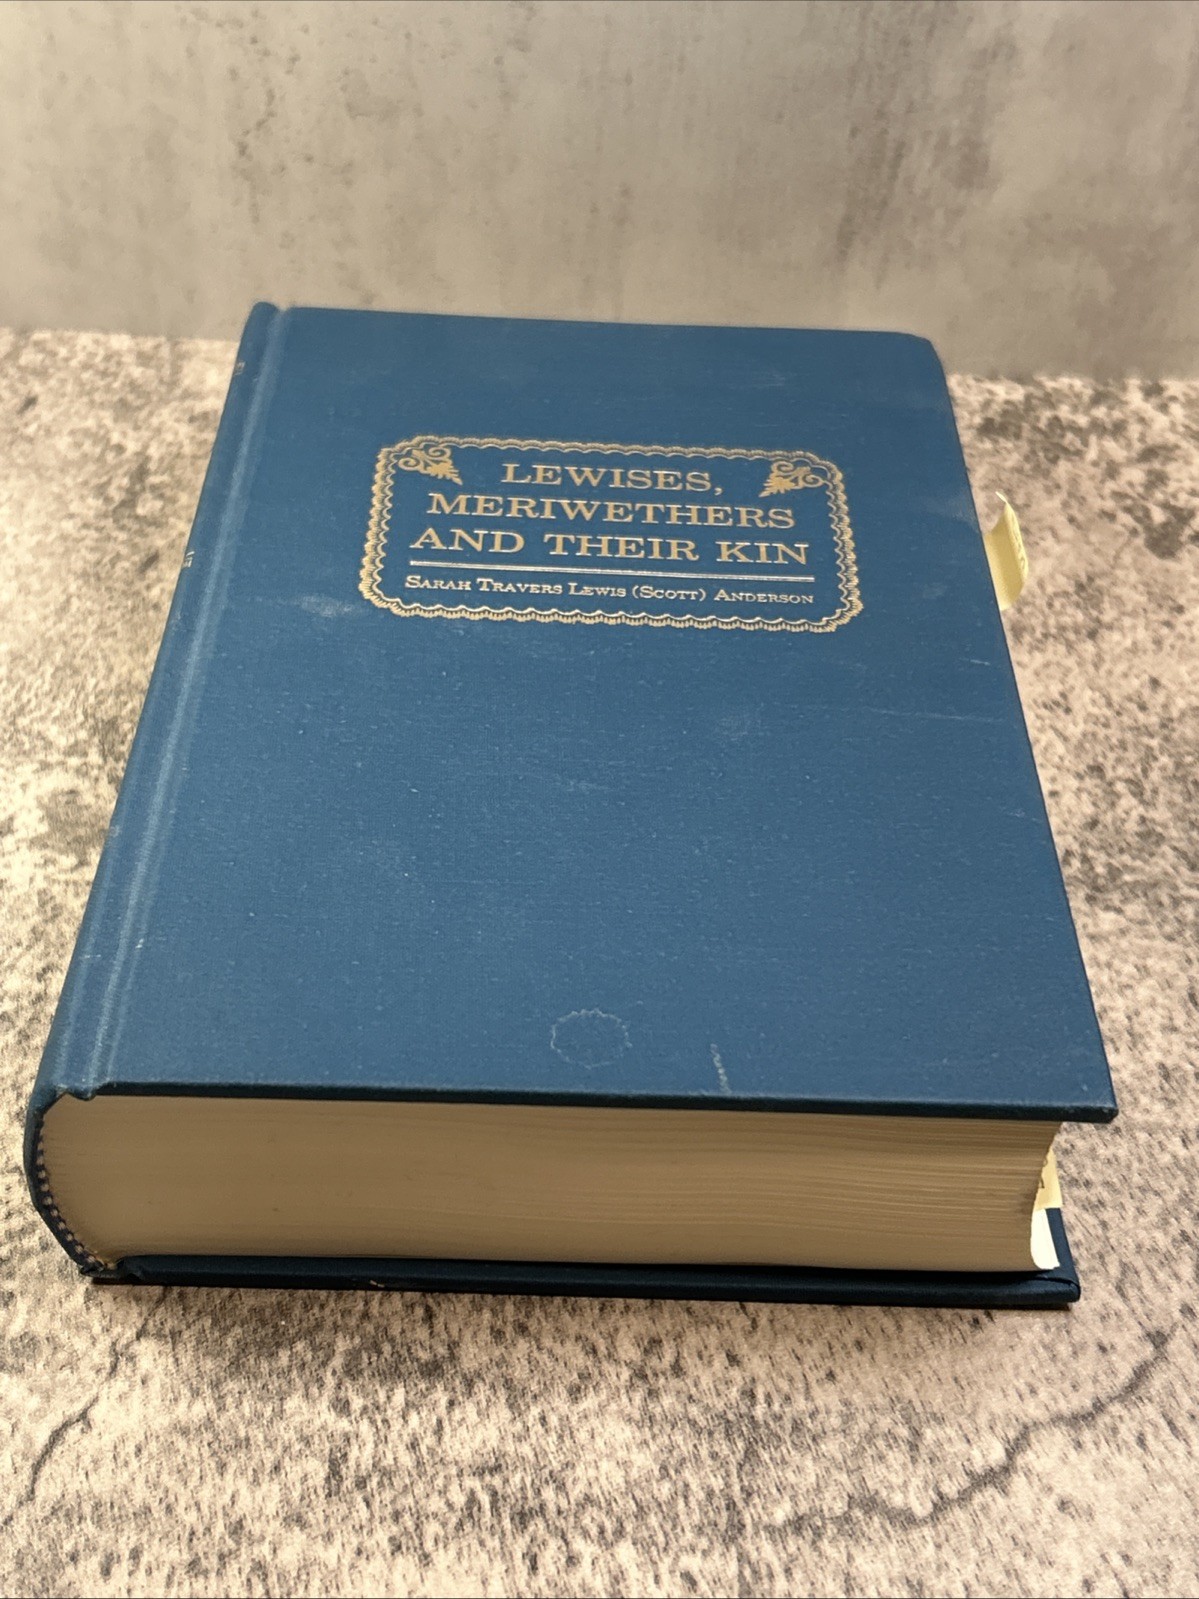 LEWISES,
MERIWETHERS
AND THEIR KIN
SARAH TRAVERS LEWIS (SCOTT) ANDERSON